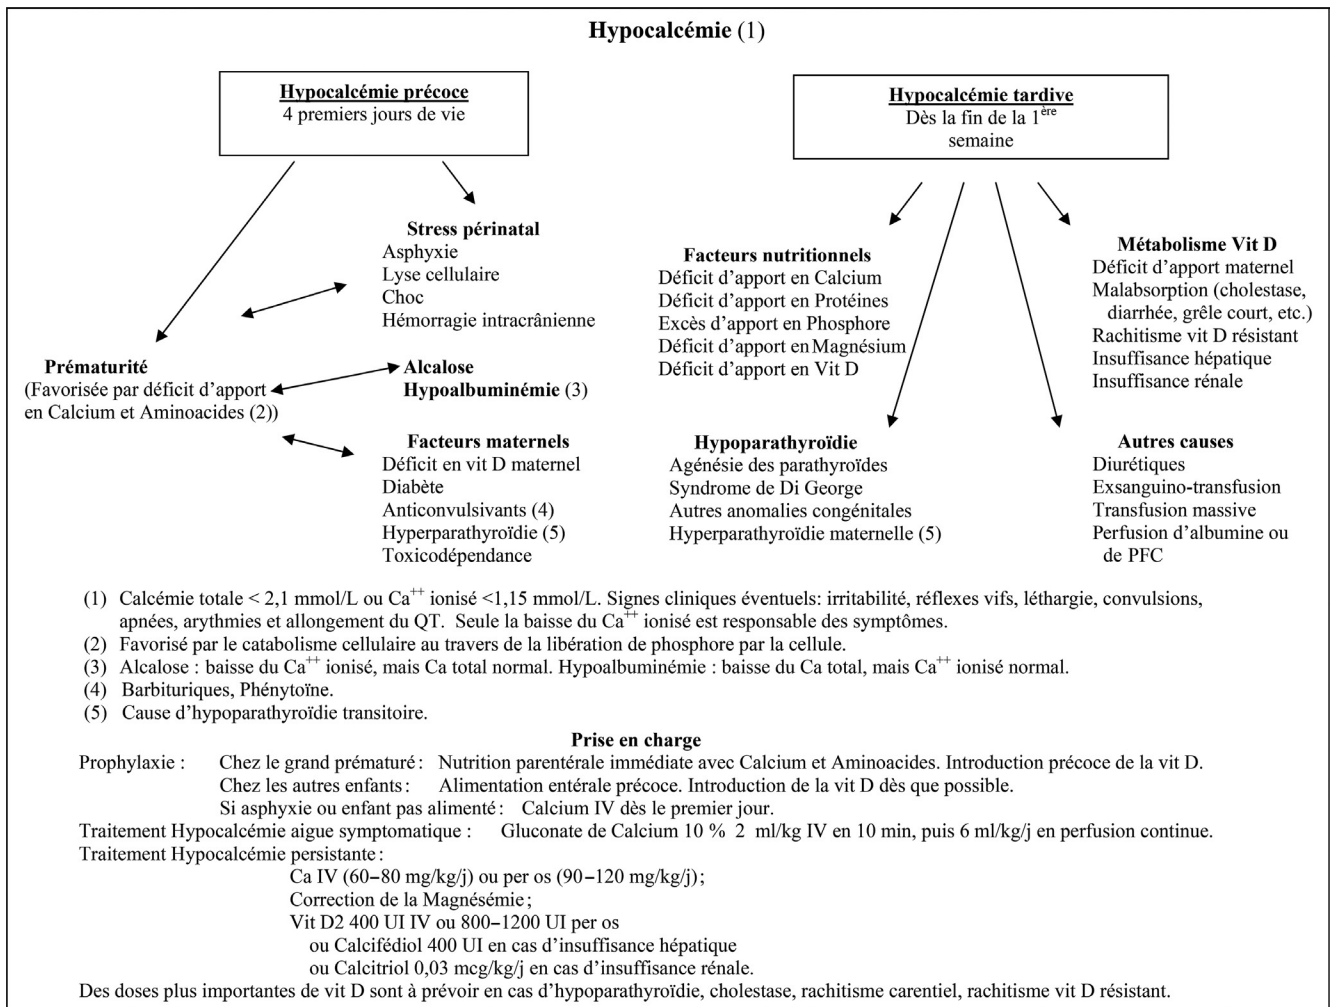 Hypocalcémie (1)
Hypocalcémie précoce
4 premiers jours de vie
Hypocalcémie tardive
Dès la fin de la 1ère
semaine
Stress périnatal
Asphyxie
Lyse cellulaire
Choc
Hémorragie intracrânienne
Prématurité
(Favorisée par déficit d’apport
en Calcium et Aminoacides (2))
Alcalose
Hypoalbuminémie (3)
Facteurs maternels
Déficit en vit D maternel
Diabète
Anticonvulsivants (4)
Hyperparathyroïdie (5)
Toxicodépendance
Facteurs nutritionnels
Déficit d’apport en Calcium
Déficit d’apport en Protéines
Excès d’apport en Phosphore
Déficit d’apport en Magnésium
Déficit d’apport en Vit D
Métabolisme Vit D
Déficit d’apport maternel
Malabsorption (cholestase,
diarrhée, grêle court, etc.)
Rachitisme vit D résistant
Insuffisance hépatique
Insuffisance rénale
Hypoparathyroïdie
Agénésie des parathyroïdes
Syndrome de Di George
Autres anomalies congénitales
Hyperparathyroïdie maternelle (5)
Autres causes
Diurétiques
Exsanguino-transfusion
Transfusion massive
Perfusion d’albumine ou
de PFC
(1) Calcémie totale < 2,1 mmol/L ou Ca++ ionisé <1,15 mmol/L. Signes cliniques éventuels: irritabilité, réflexes vifs, léthargie, convulsions,
apnées, arythmies et allongement du QT. Seule la baisse du Ca++ ionisé est responsable des symptômes.
(2) Favorisé par le catabolisme cellulaire au travers de la libération de phosphore par la cellule.
(3) Alcalose : baisse du Ca++ ionisé, mais Ca total normal. Hypoalbuminémie : baisse du Ca total, mais Ca++ ionisé normal.
(4) Barbituriques, Phénytoïne.
(5) Cause d’hypoparathyroïdie transitoire.
Prise en charge
Prophylaxie : Chez le grand prématuré : Nutrition parentérale immédiate avec Calcium et Aminoacides. Introduction précoce de la vit D.
Chez les autres enfants : Alimentation entérale précoce. Introduction de la vit D dès que possible.
Si asphyxie ou enfant pas alimenté : Calcium IV dès le premier jour.
Traitement Hypocalcémie aigue symptomatique : Gluconate de Calcium 10 % 2 ml/kg IV en 10 min, puis 6 ml/kg/j en perfusion continue.
Traitement Hypocalcémie persistante :
Ca IV (60–80 mg/kg/j) ou per os (90–120 mg/kg/j) ;
Correction de la Magnésémie ;
Vit D2 400 UI IV ou 800–1200 UI per os
ou Calcifédiol 400 UI en cas d’insuffisance hépatique
ou Calcitriol 0,03 mcg/kg/j en cas d’insuffisance rénale.
Des doses plus importantes de vit D sont à prévoir en cas d’hypoparathyroïdie, cholestase, rachitisme carentiel, rachitisme vit D résistant.